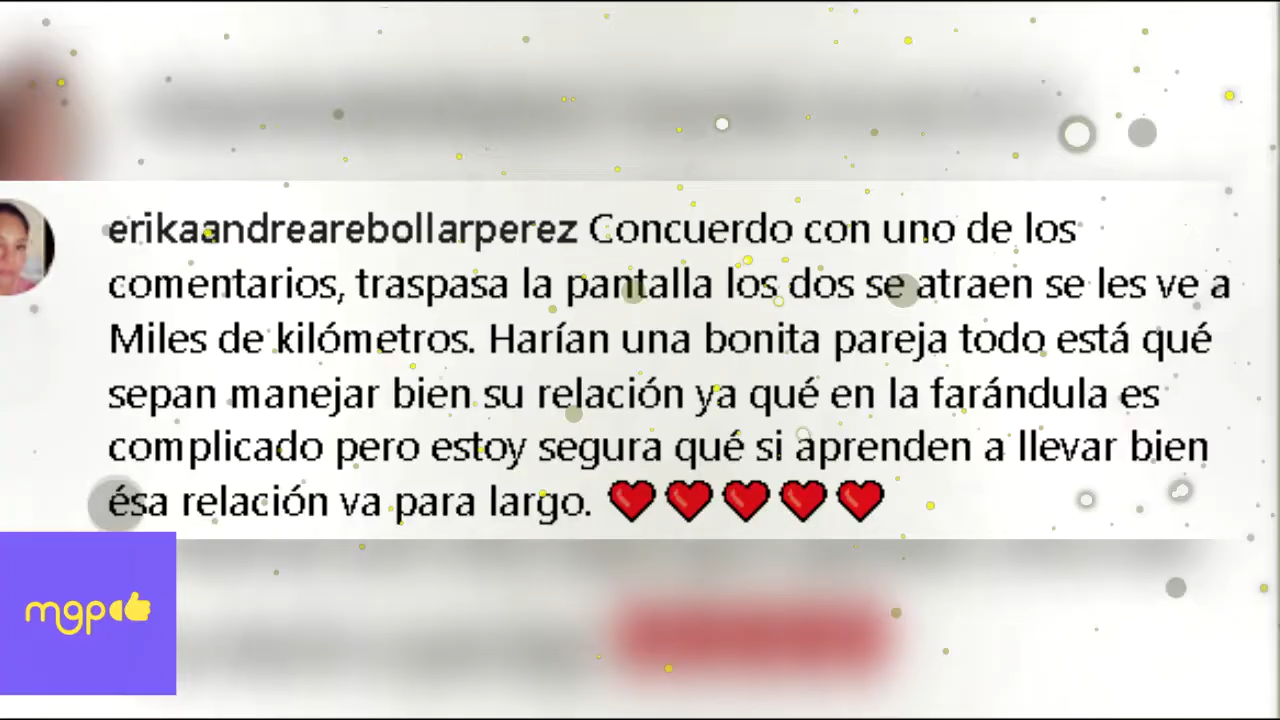 erikaandrearebollarperez Concuerdo con uno de los
comentarios, traspasa la pantalla los dos se atraen se les ve a
Miles de kilómetros. Harían una bonita pareja todo está qué
sepan manejar bien su relación ya qué en la farándula es
complicado pero estoy segura qué si aprenden a llevar bien
ésa relación va para largo. ❤️❤️❤️❤️❤️
mgp